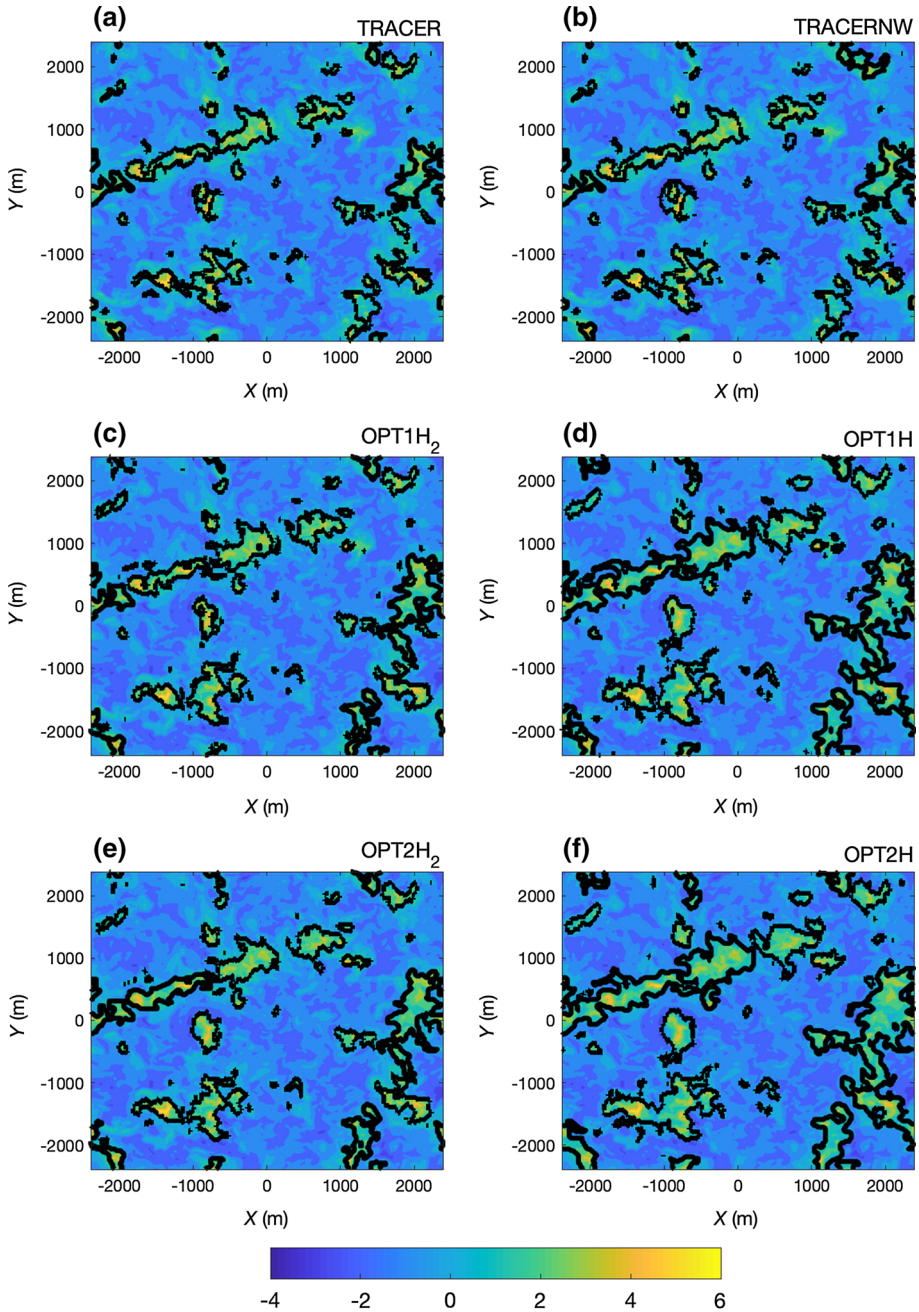 (a) TRACER
2000
1000
0
-1000
-2000
Y (m)
-2000 -1000 0 1000 2000
X (m)
(b) TRACERNW
2000
1000
0
-1000
-2000
Y (m)
-2000 -1000 0 1000 2000
X (m)
(c) OPT1H2
2000
1000
0
-1000
-2000
Y (m)
-2000 -1000 0 1000 2000
X (m)
(d) OPT1H
2000
1000
0
-1000
-2000
Y (m)
-2000 -1000 0 1000 2000
X (m)
(e) OPT2H2
2000
1000
0
-1000
-2000
Y (m)
-2000 -1000 0 1000 2000
X (m)
(f) OPT2H
2000
1000
0
-1000
-2000
Y (m)
-2000 -1000 0 1000 2000
X (m)
-4 -2 0 2 4 6